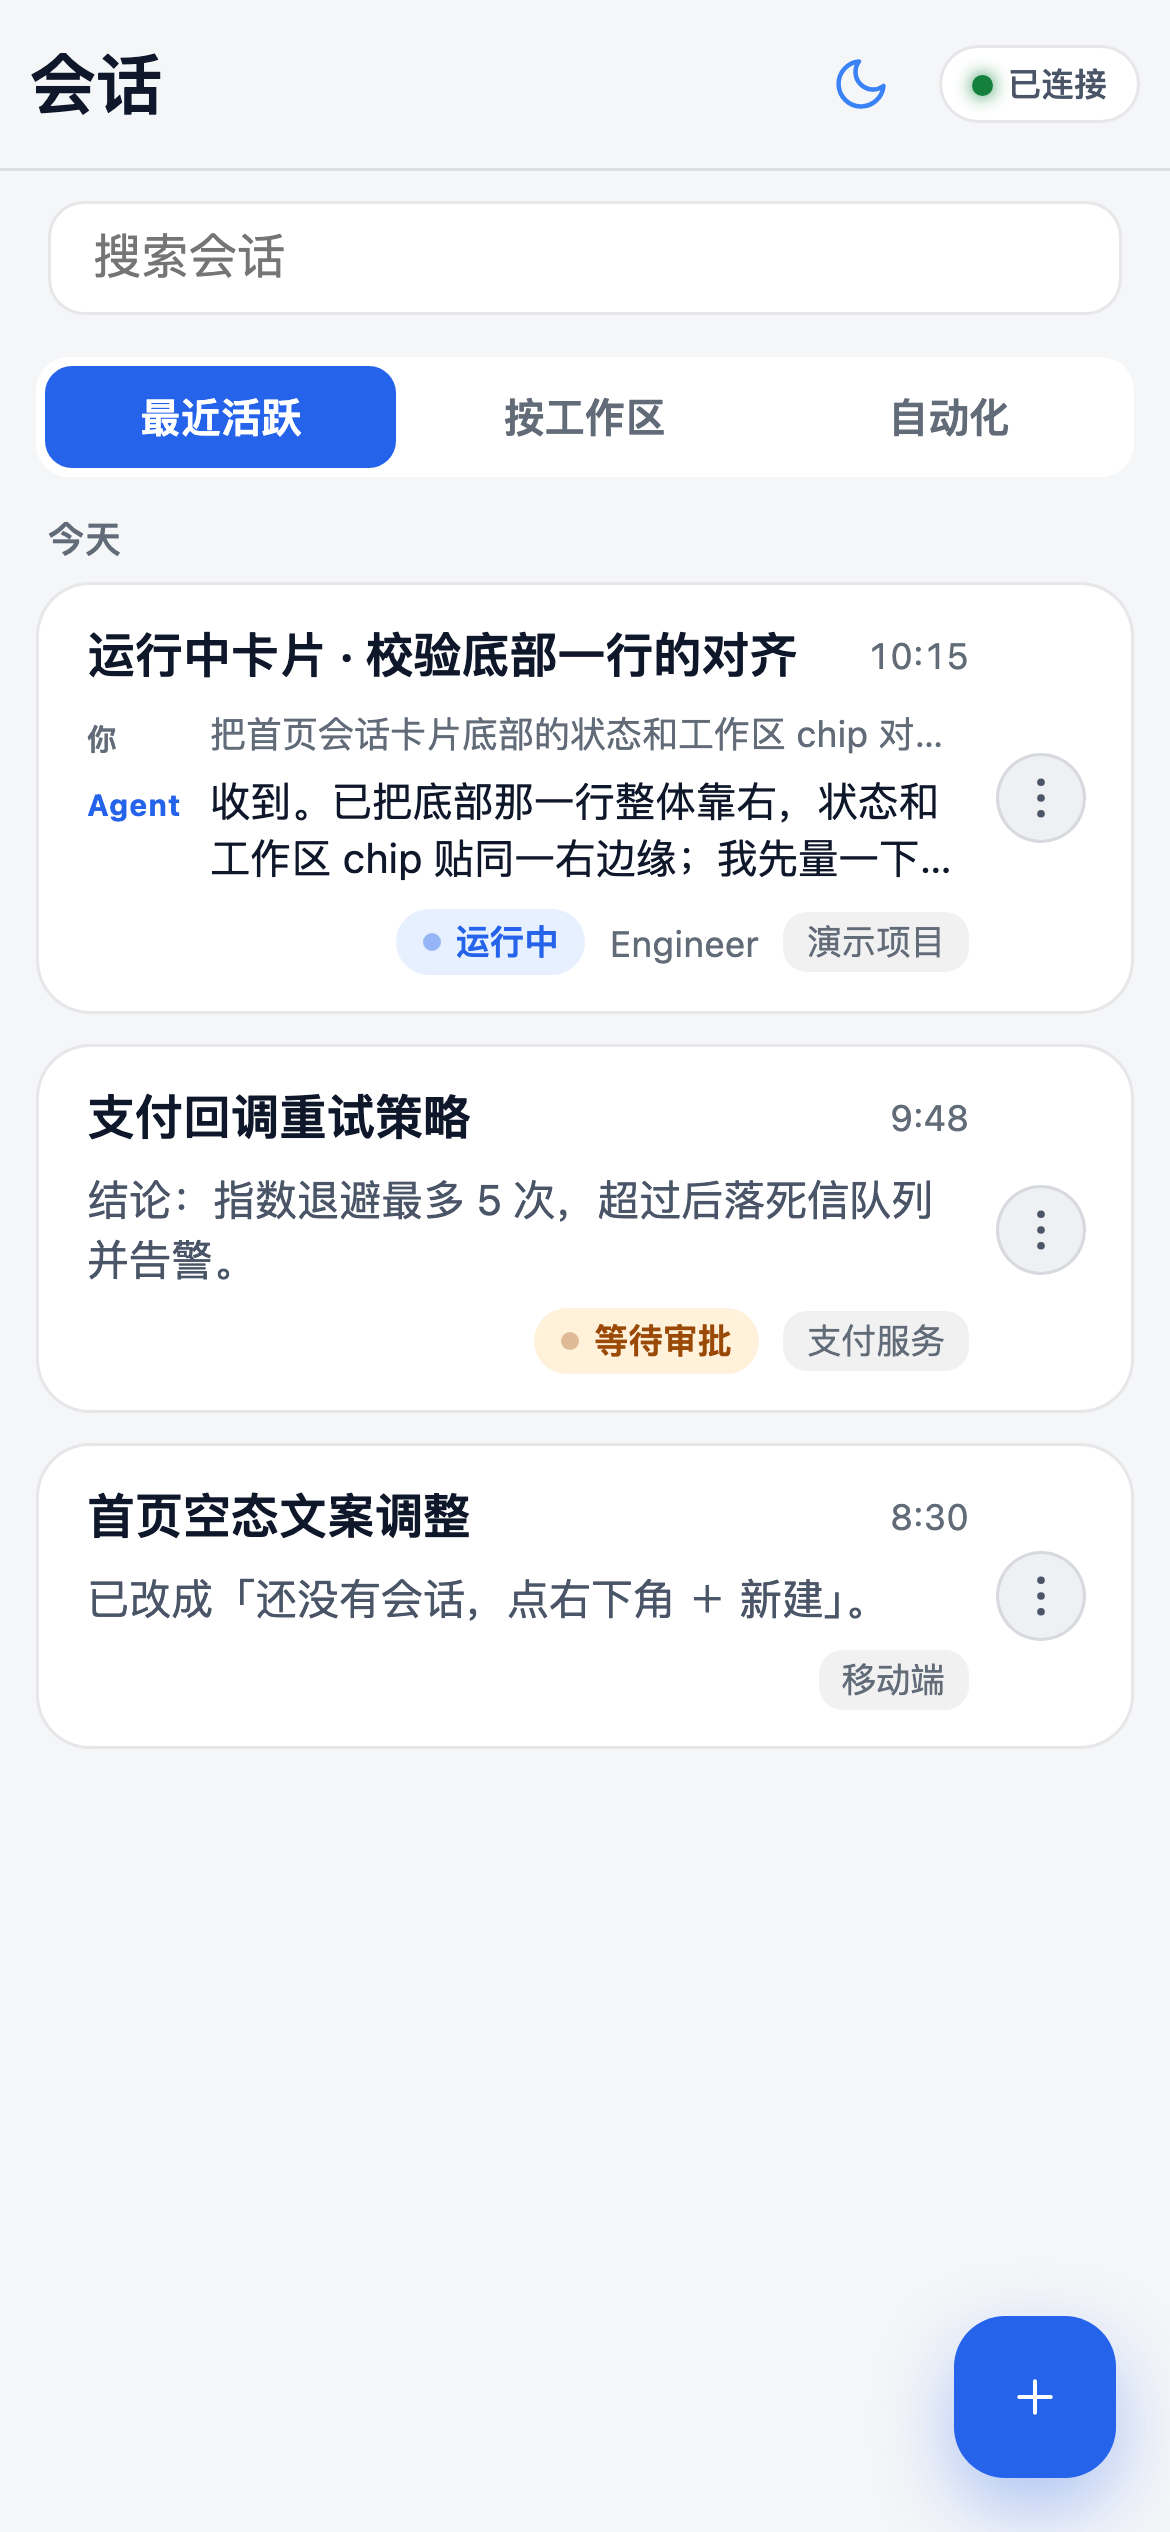 会话
已连接
搜索会话
最近活跃 按工作区 自动化
今天
运行中卡片 · 校验底部一行的对齐 10:15
你 把首页会话卡片底部的状态和工作区 chip 对...
Agent 收到。已把底部那一行整体靠右，状态和
工作区 chip 贴同一右边缘；我先量一下...
运行中 Engineer 演示项目
支付回调重试策略 9:48
结论：指数退避最多 5 次，超过后落死信队列
并告警。
等待审批 支付服务
首页空态文案调整 8:30
已改成「还没有会话，点右下角 ＋ 新建」。
移动端